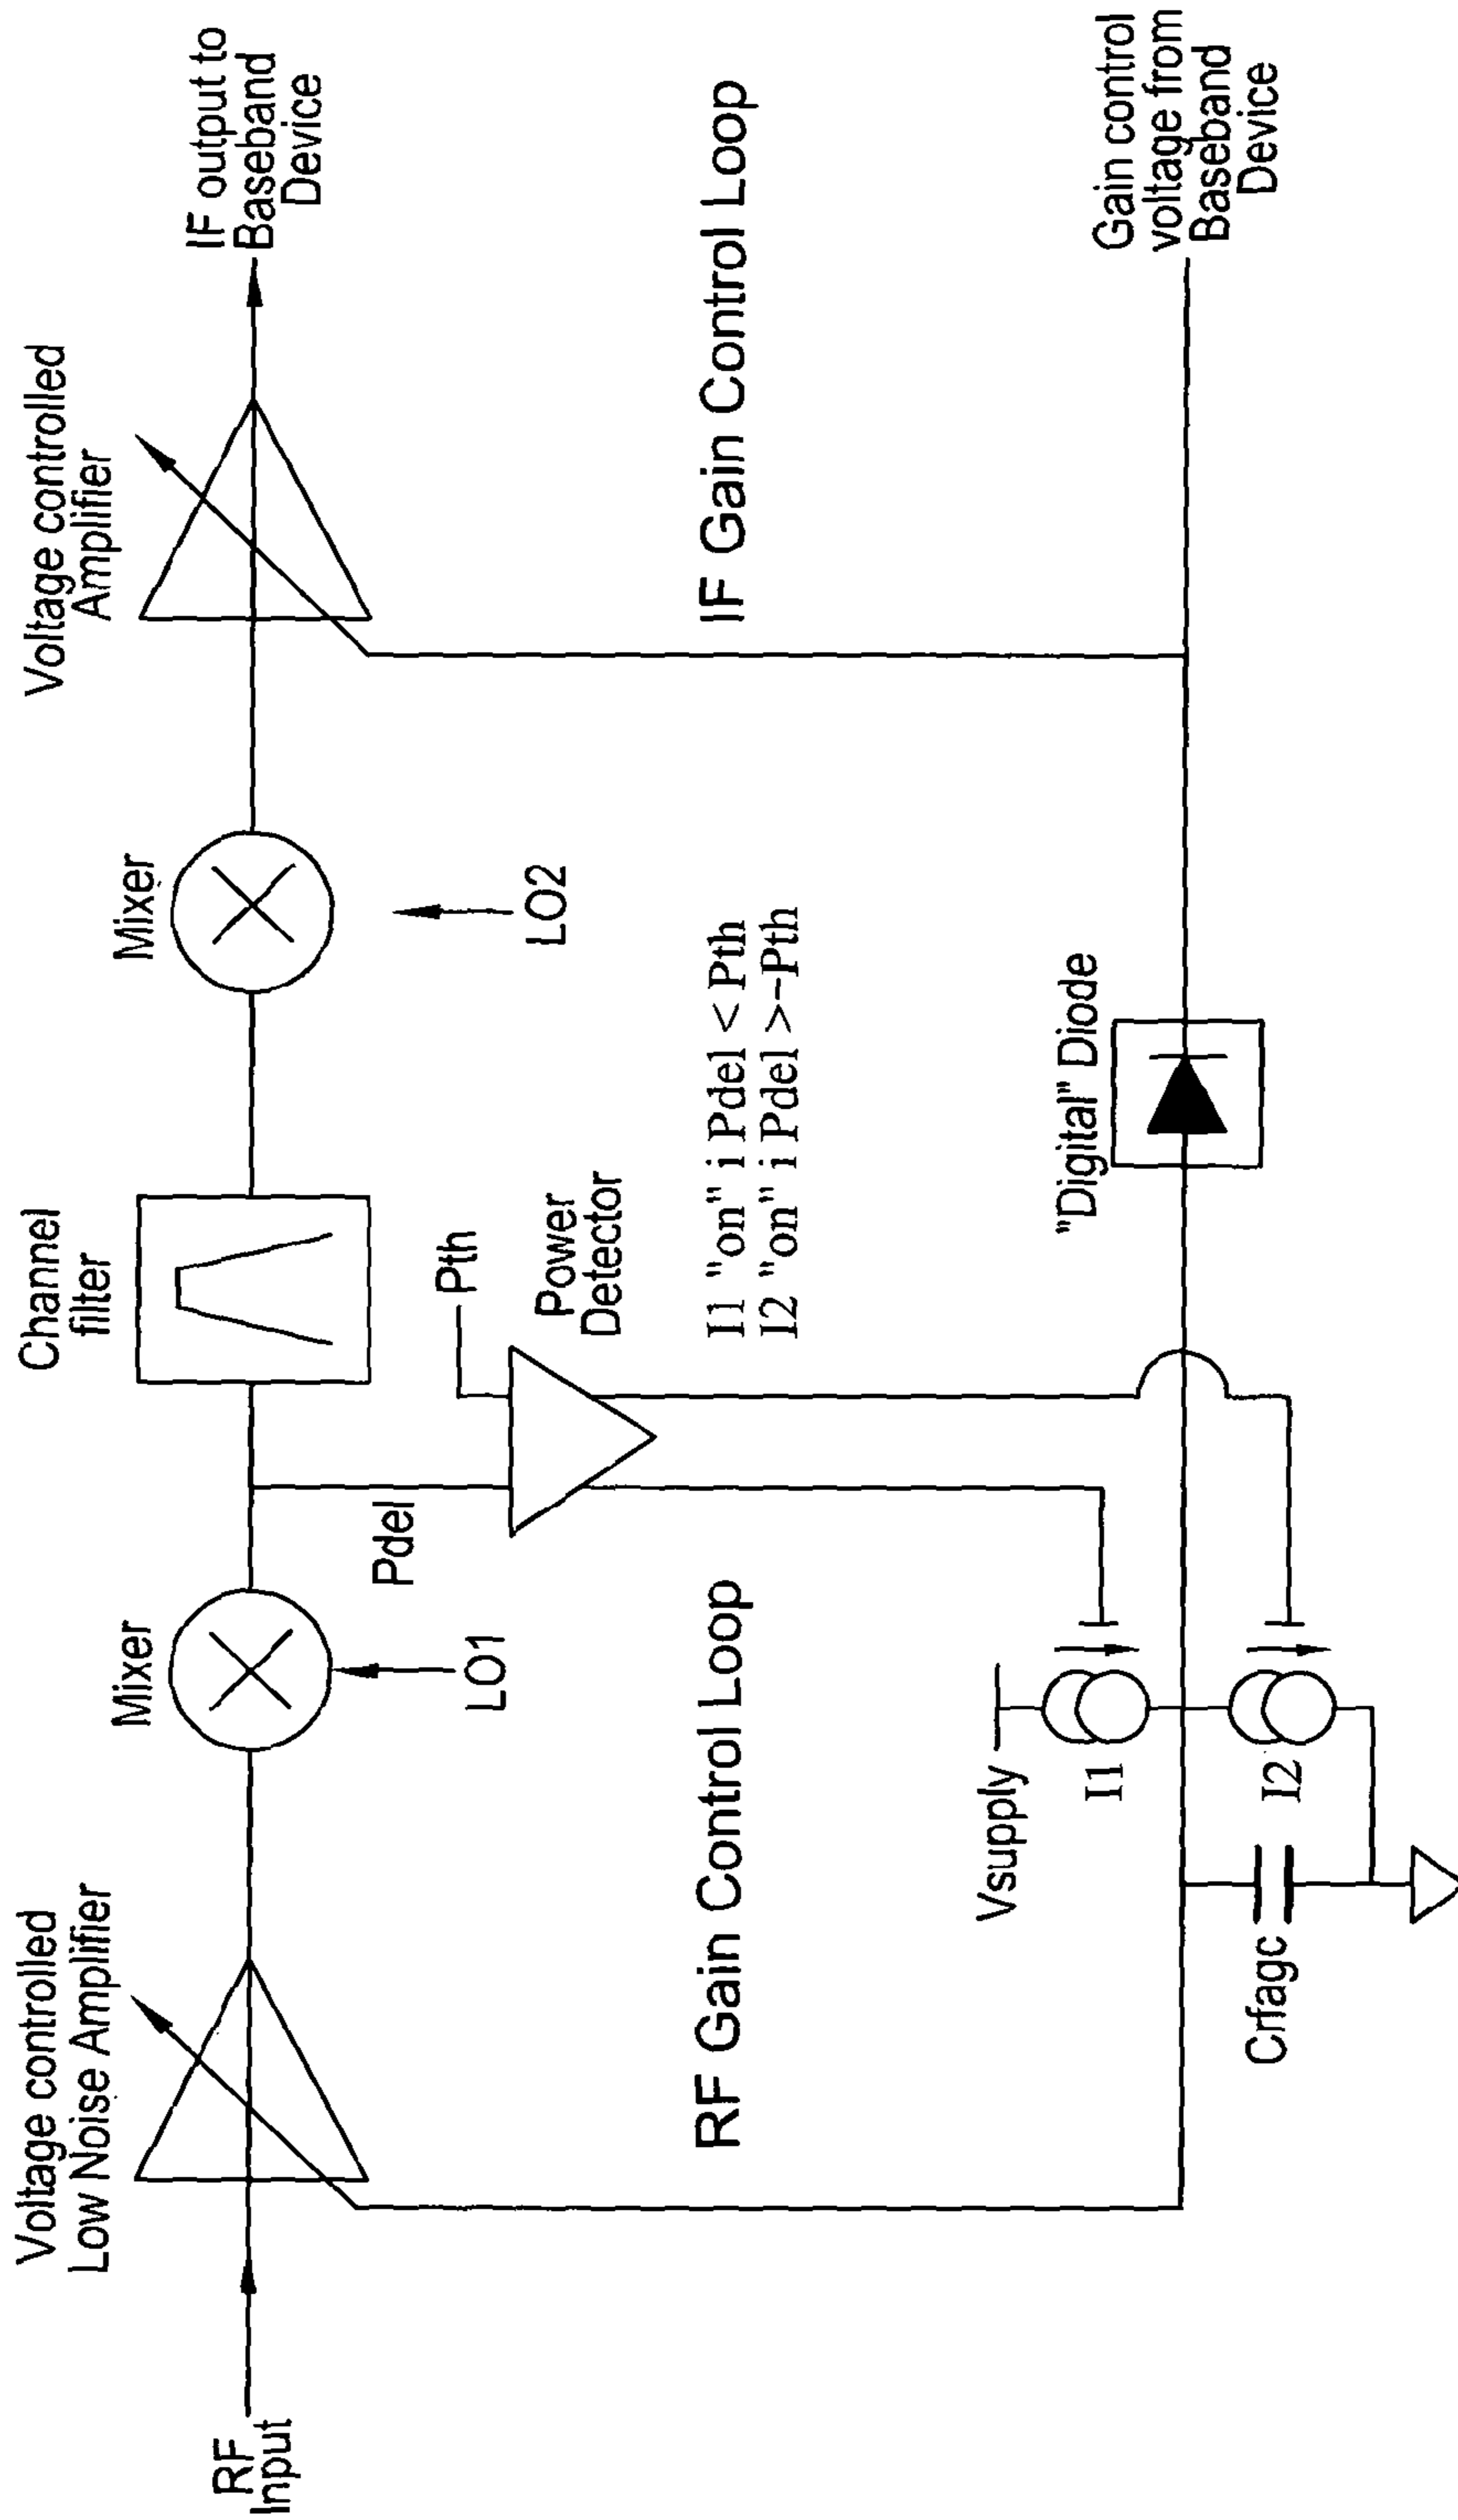 Voltage controlled
Low Noise Amplifier
Mixer
Channel
filter
Mixer
Voltage controlled
Amplifier
RF
Input
IF output to
Baseband
Device
Pdel
Pth
LO1
LO2
Power
Detector
RF Gain Control Loop
I1 "on" i Pdel <Pth
I2 "on" i Pdel >-Pth
IF Gain Control Loop
Vsupply
I1
I2
Crfagc
"Digital" Diode
Gain control
voltage from
Baseband
Device